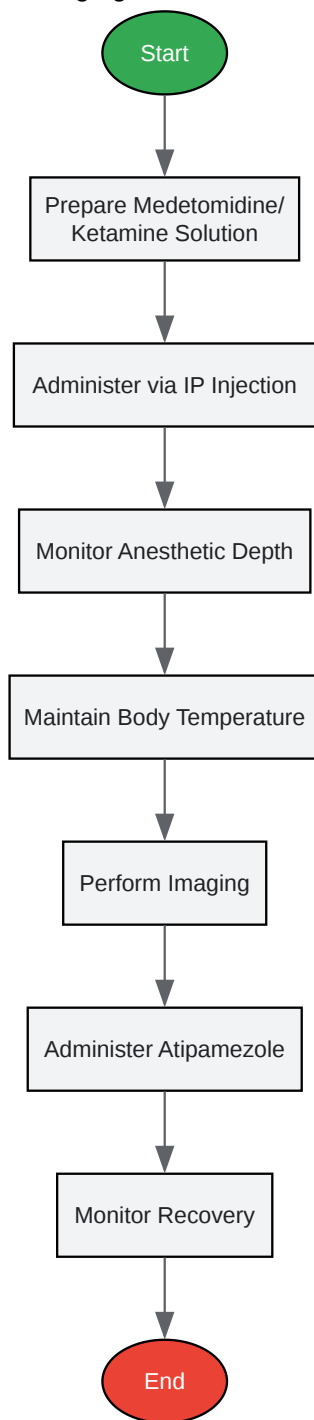 Start
Prepare Medetomidine/
Ketamine Solution
Administer via IP Injection
Monitor Anesthetic Depth
Maintain Body Temperature
Perform Imaging
Administer Atipamezole
Monitor Recovery
End